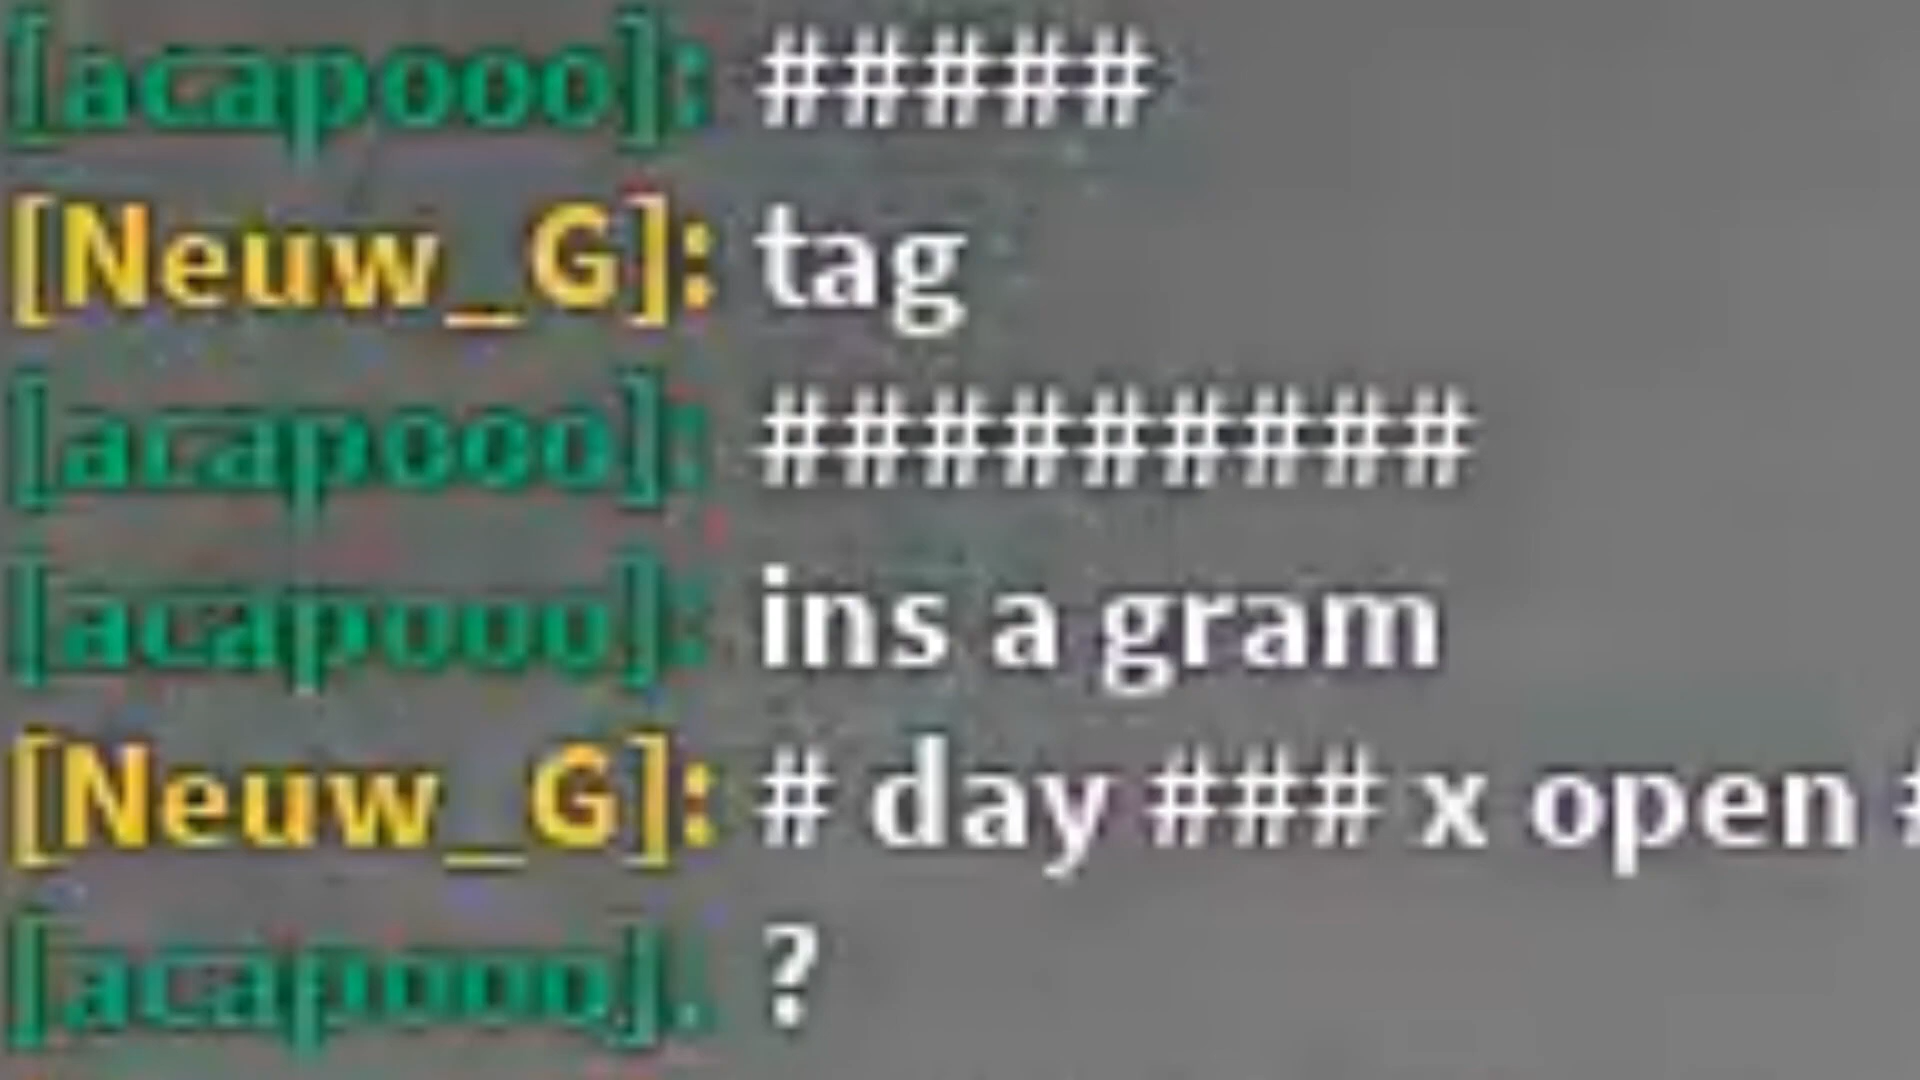 [acapooo]: #####
[Neuw_G]: tag
[acapooo]: #########
[acapooo]: ins a gram
[Neuw_G]: # day ### x open #
[acapooo]: ?